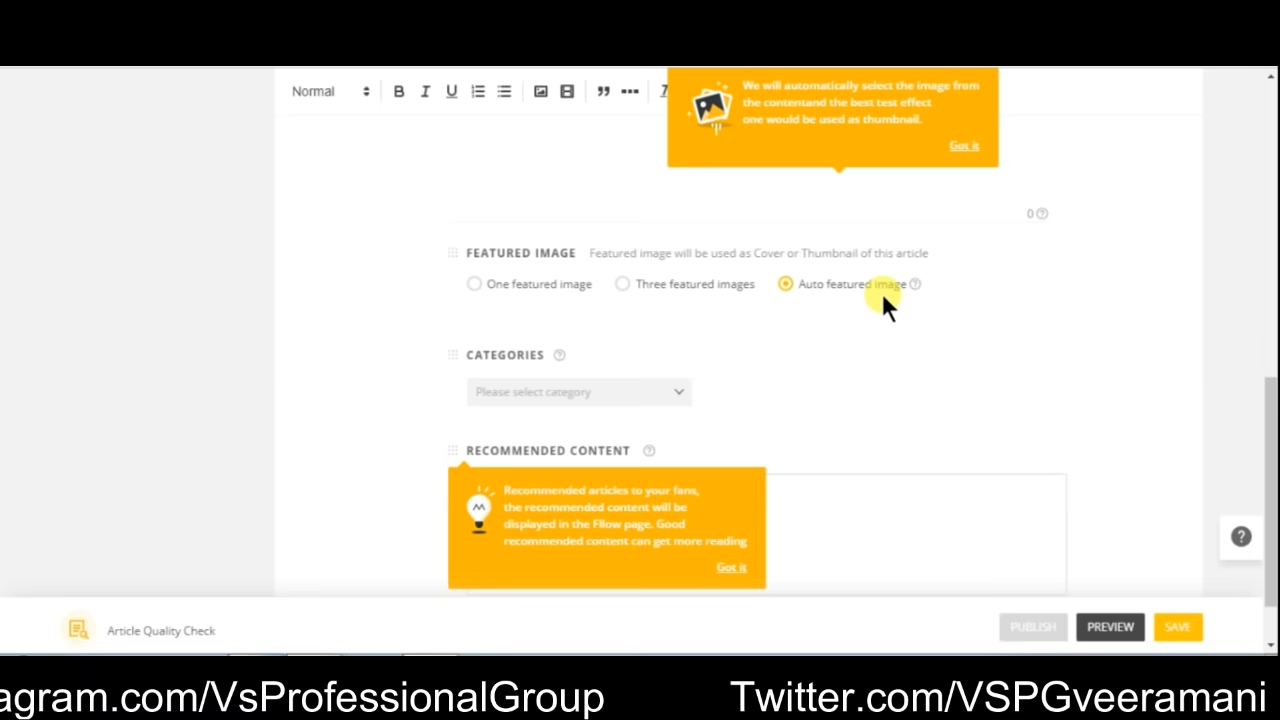 Normal
We will automatically select the image from
the contentand the best test effect
one would be used as thumbnail.
Got it
0
FEATURED IMAGE Featured image will be used as Cover or Thumbnail of this article
One featured image Three featured images Auto featured image
CATEGORIES
Please select category
RECOMMENDED CONTENT
Recommended articles to your fans,
the recommended content will be
displayed in the Fllow page. Good
recommended content can get more reading
Got it
Article Quality Check
PUBLISH PREVIEW SAVE
agram.com/VsProfessionalGroup Twitter.com/VSPGveeramani